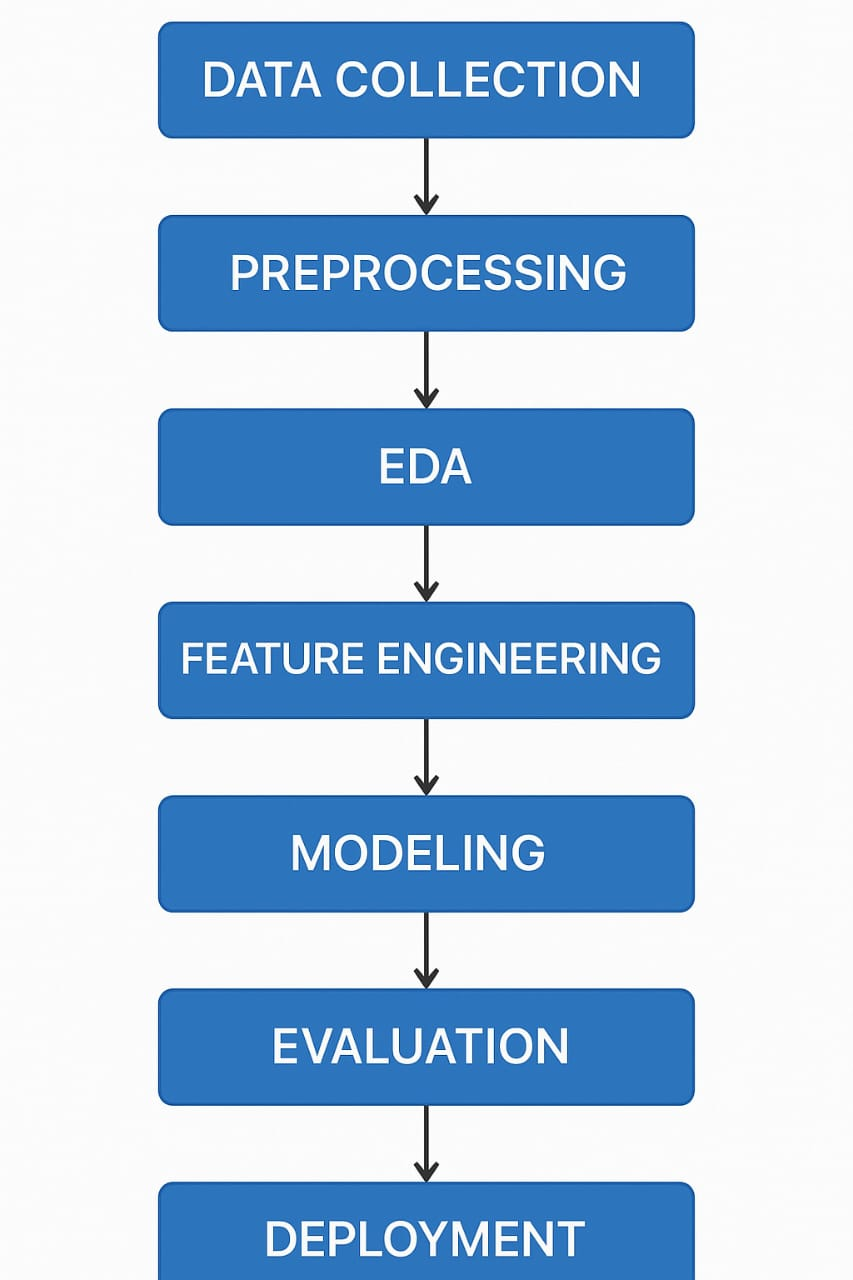 DATA COLLECTION
PREPROCESSING
EDA
FEATURE ENGINEERING
MODELING
EVALUATION
DEPLOYMENT